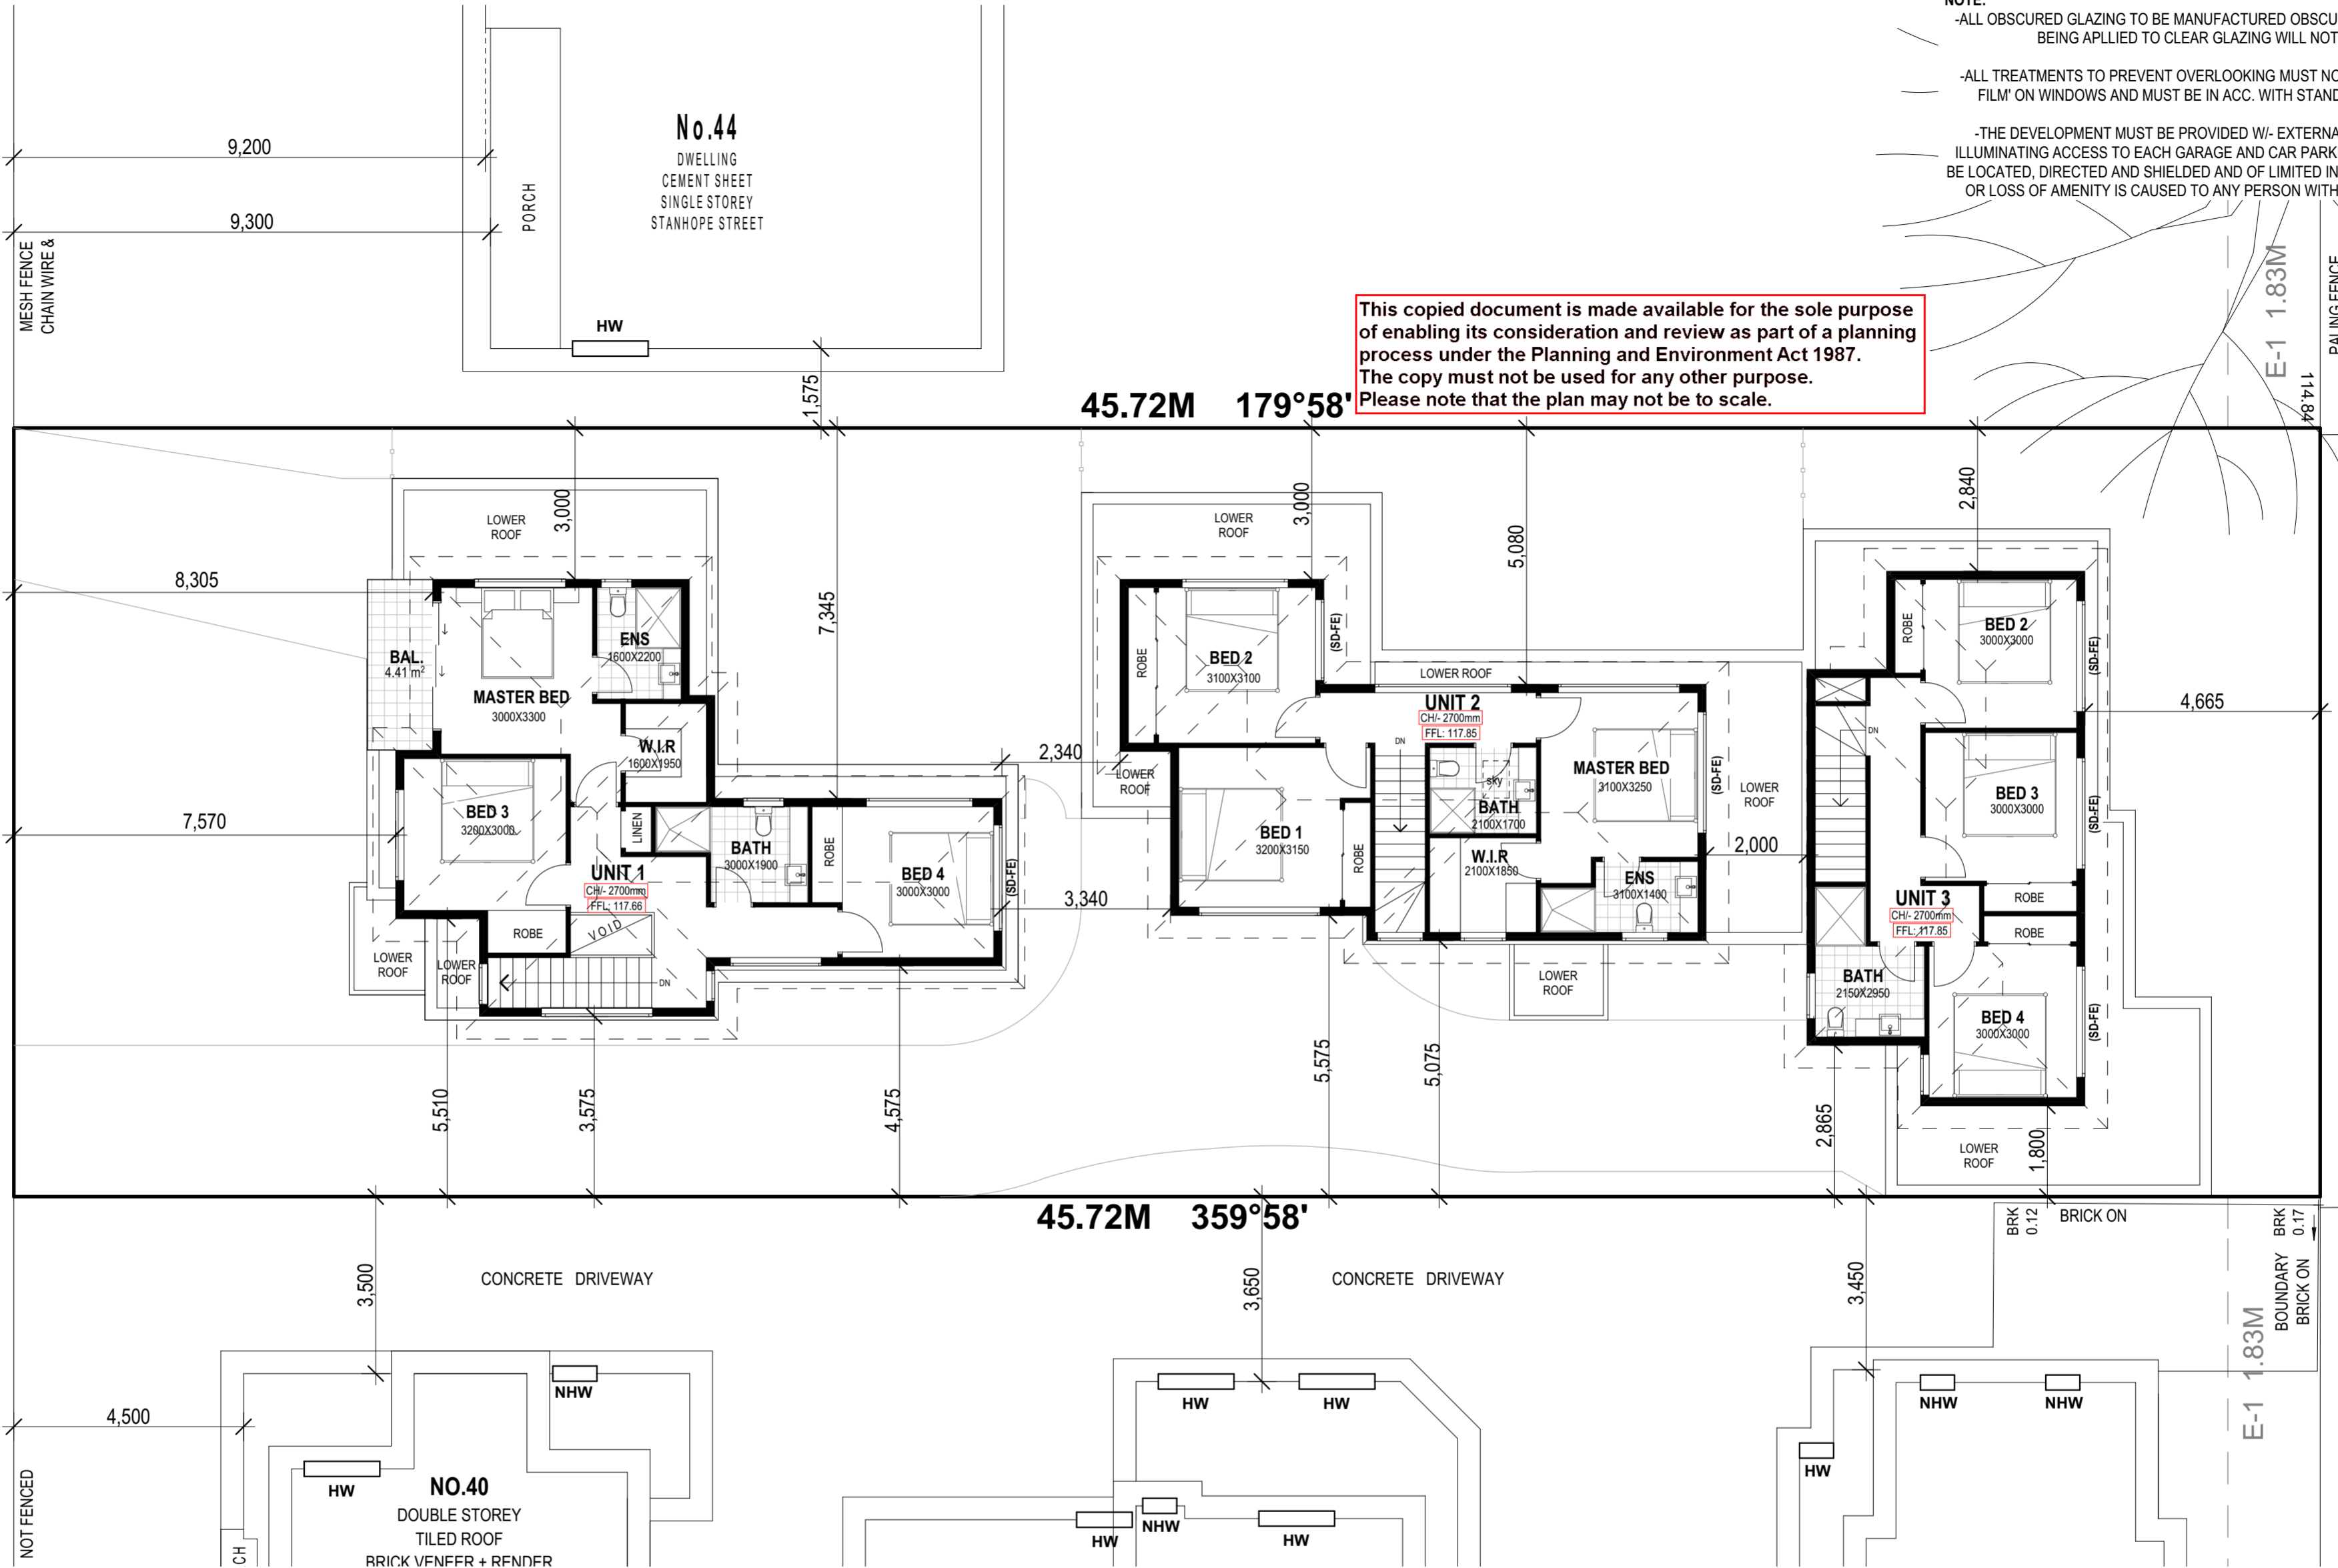 NOTE:
-ALL OBSCURED GLAZING TO BE MANUFACTURED
BEING APLLIED TO CLEAR GLAZING WILL NOT
-ALL TREATMENTS TO PREVENT OVERLOOKING MUST
FILM' ON WINDOWS AND MUST BE IN ACC. WITH
-THE DEVELOPMENT MUST BE PROVIDED W/-
ILLUMINATING ACCESS TO EACH GARAGE AND CAR PARK
BE LOCATED, DIRECTED AND SHIELDED AND OF LIMITED
OR LOSS OF AMENITY IS CAUSED TO ANY PERSON
9,200
9,300
MESH FENCE
CHAIN WIRE &
PORCH
No.44
DWELLING
CEMENT SHEET
SINGLE STOREY
STANHOPE STREET
HW
1,575
This copied document is made available for the sole purpose
of enabling its consideration and review as part of a planning
process under the Planning and Environment Act 1987.
The copy must not be used for any other purpose.
Please note that the plan may not be to scale.
E-1 1.83M
PALING FENCE
114.84
45.72M 179°58'
3,000
7,345
3,000
5,080
2,840
LOWER
ROOF
LOWER
ROOF
8,305
BAL.
4.41 m²
MASTER BED
3000X3300
ENS
1600X2200
W.I.R
1600X1950
BED 3
3200X3000
7,570
LINEN
BATH
3000X1900
ROBE
BED 4
3000X3000
(SD-FE)
UNIT 1
CH/- 2700mm
FFL: 117.66
VOID
ROBE
DN
LOWER
ROOF
LOWER
ROOF
2,340
3,340
ROBE
BED 2
3100X3100
(SD-FE)
LOWER ROOF
UNIT 2
CH/- 2700mm
FFL: 117.85
LOWER
ROOF
BED 1
3200X3150
ROBE
DN
sky
BATH
2100X1700
W.I.R
2100X1850
MASTER BED
3100X3250
(SD-FE)
ENS
3100X1400
LOWER
ROOF
2,000
LOWER
ROOF
ROBE
BED 2
3000X3000
(SD-FE)
4,665
DN
BED 3
3000X3000
(SD-FE)
ROBE
UNIT 3
CH/- 2700mm
FFL: 117.85
ROBE
BATH
2150X2950
BED 4
3000X3000
(SD-FE)
LOWER
ROOF
5,510
3,575
4,575
5,575
5,075
2,865
1,800
45.72M 359°58'
BRK
0.12
BRICK ON
BRK
0.17
BOUNDARY
BRICK ON
3,500
CONCRETE DRIVEWAY
3,650
CONCRETE DRIVEWAY
3,450
E-1 1.83M
4,500
NOT FENCED
NHW
HW
NO.40
DOUBLE STOREY
TILED ROOF
BRICK VENEER + RENDER
CH
HW
HW
HW
NHW
HW
HW
NHW
NHW